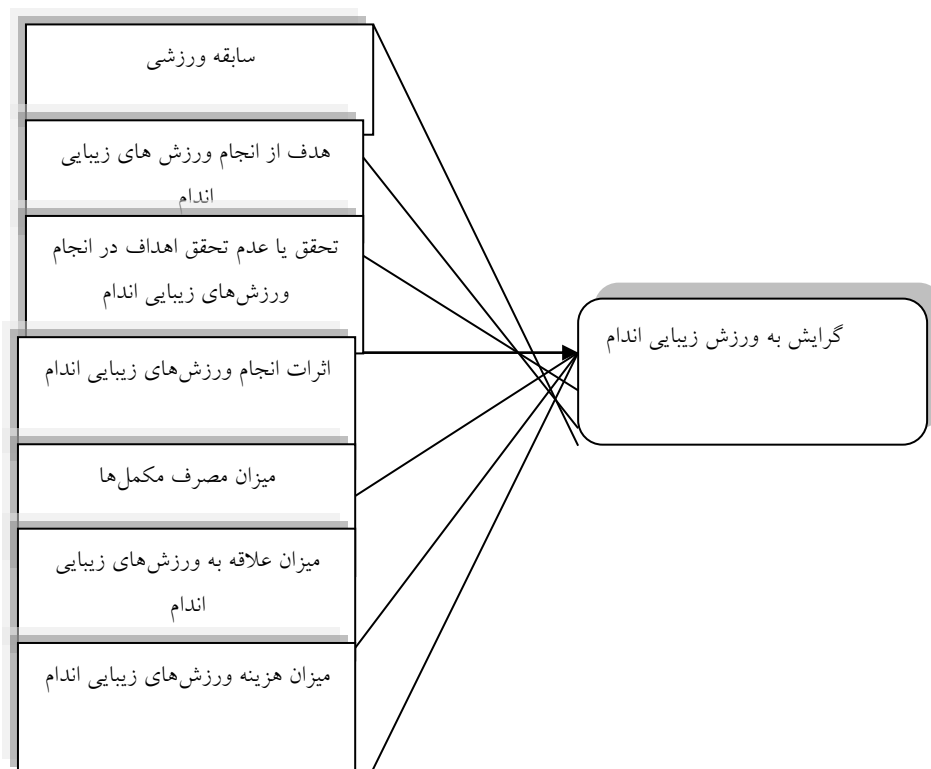 سابقه ورزشی
هدف از انجام ورزش های زیبایی
اندام
تحقق یا عدم تحقق اهداف در انجام
ورزش‌های زیبایی اندام
اثرات انجام ورزش‌های زیبایی اندام
میزان مصرف مکمل‌ها
میزان علاقه به ورزش‌های زیبایی
اندام
میزان هزینه ورزش‌های زیبایی اندام
گرایش به ورزش زیبایی اندام